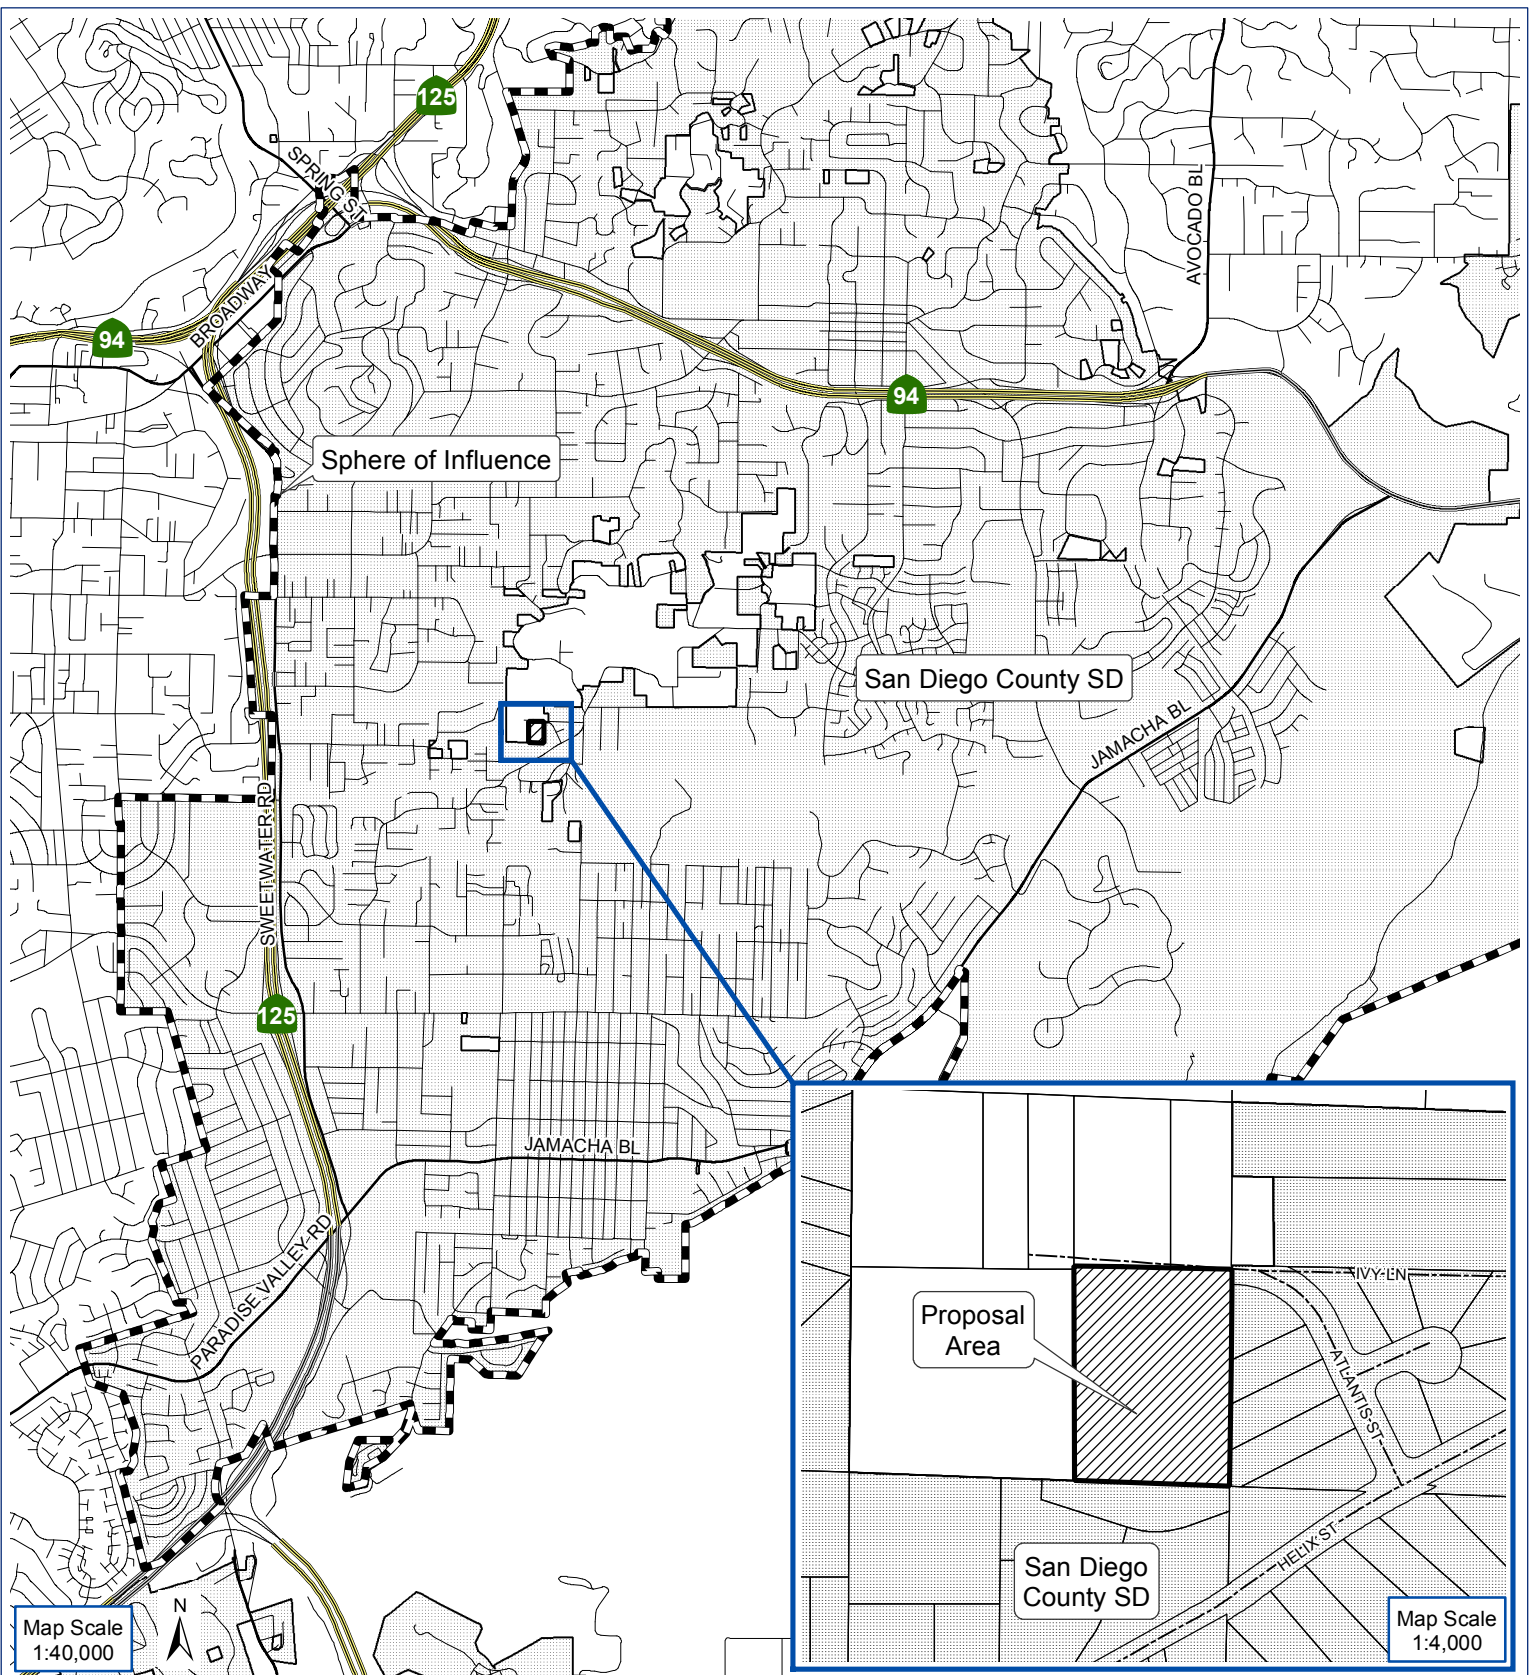 125
SPRING ST
AVOCADO BL
BROADWAY
94
94
Sphere of Influence
San Diego County SD
JAMACHA BL
SWEETWATER RD
125
JAMACHA BL
PARADISE VALLEY RD
IVY LN
Proposal
Area
ATLANTIS ST
HELIX ST
San Diego
County SD
Map Scale
1:4,000
N
Map Scale
1:40,000